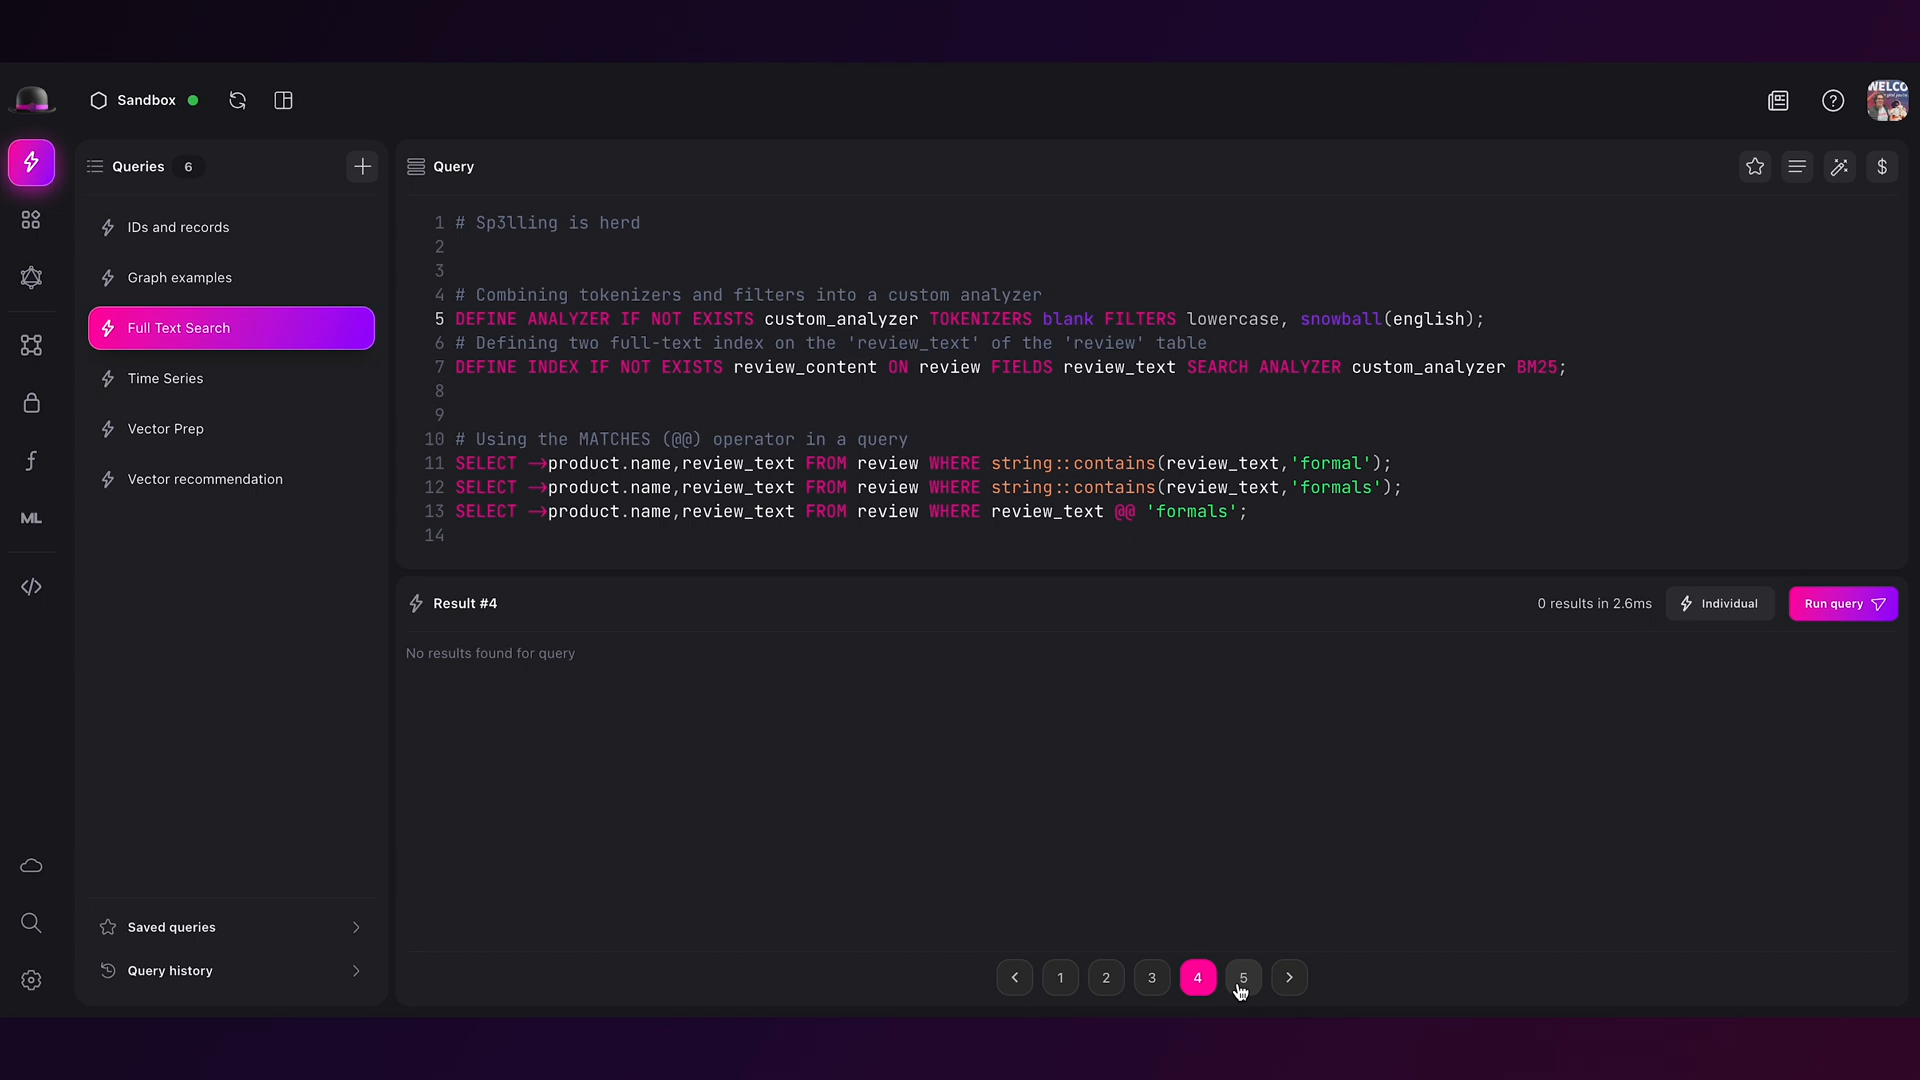 Sandbox
Queries 6
IDs and records
Graph examples
Full Text Search
Time Series
Vector Prep
Vector recommendation
ML
Saved queries
Query history
Query
1 # Sp3lling is herd
2
3
4 # Combining tokenizers and filters into a custom analyzer
5 DEFINE ANALYZER IF NOT EXISTS custom_analyzer TOKENIZERS blank FILTERS lowercase, snowball(english);
6 # Defining two full-text index on the 'review_text' of the 'review' table
7 DEFINE INDEX IF NOT EXISTS review_content ON review FIELDS review_text SEARCH ANALYZER custom_analyzer BM25;
8
9
10 # Using the MATCHES (@@) operator in a query
11 SELECT ->product.name,review_text FROM review WHERE string::contains(review_text,'formal');
12 SELECT ->product.name,review_text FROM review WHERE string::contains(review_text,'formals');
13 SELECT ->product.name,review_text FROM review WHERE review_text @@ 'formals';
14
Result #4
0 results in 2.6ms
Individual
Run query
No results found for query
1 2 3 4 5